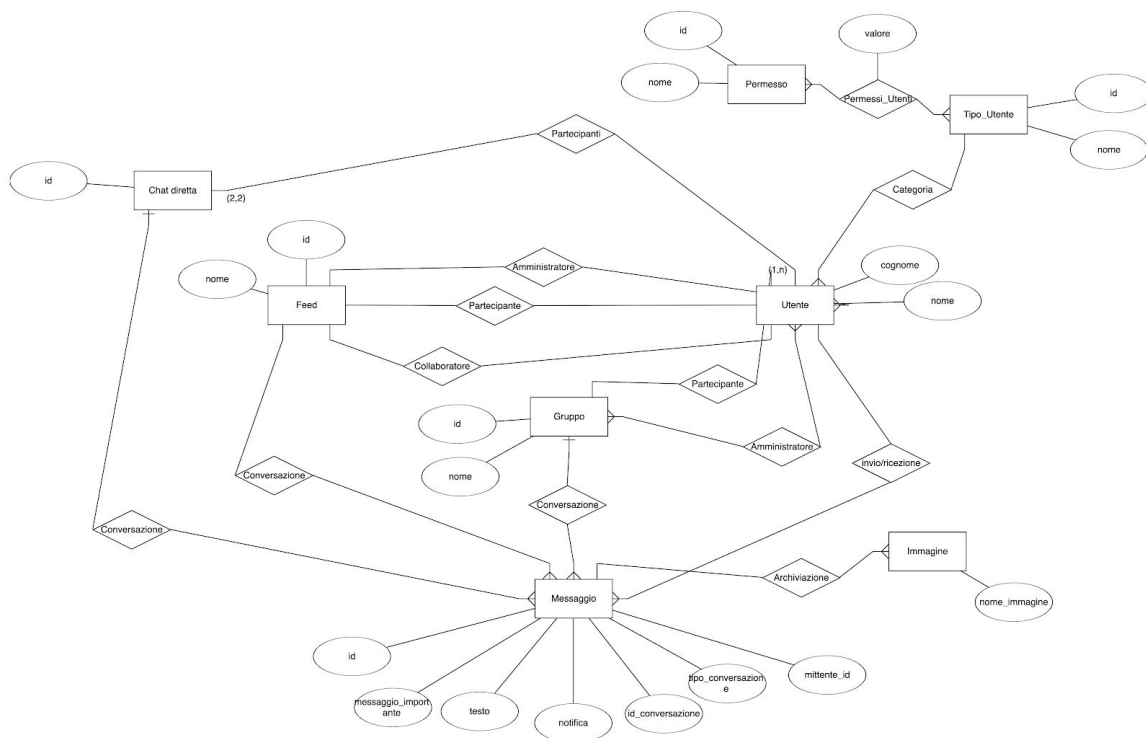 id
valore
nome
Permesso
Permessi_Utenti
id
Tipo_Utente
nome
Partecipanti
id
Chat diretta
(2,2)
Categoria
id
nome
Amministratore
(1,n)
cognome
Feed
Partecipante
Utente
nome
Collaboratore
Partecipante
id
Gruppo
Amministratore
nome
Conversazione
invio/ricezione
Conversazione
Conversazione
Immagine
Archiviazione
Messaggio
nome_immagine
id
messaggio_import
ante
testo
notifica
id_conversazione
tipo_conversazion
e
mittente_id